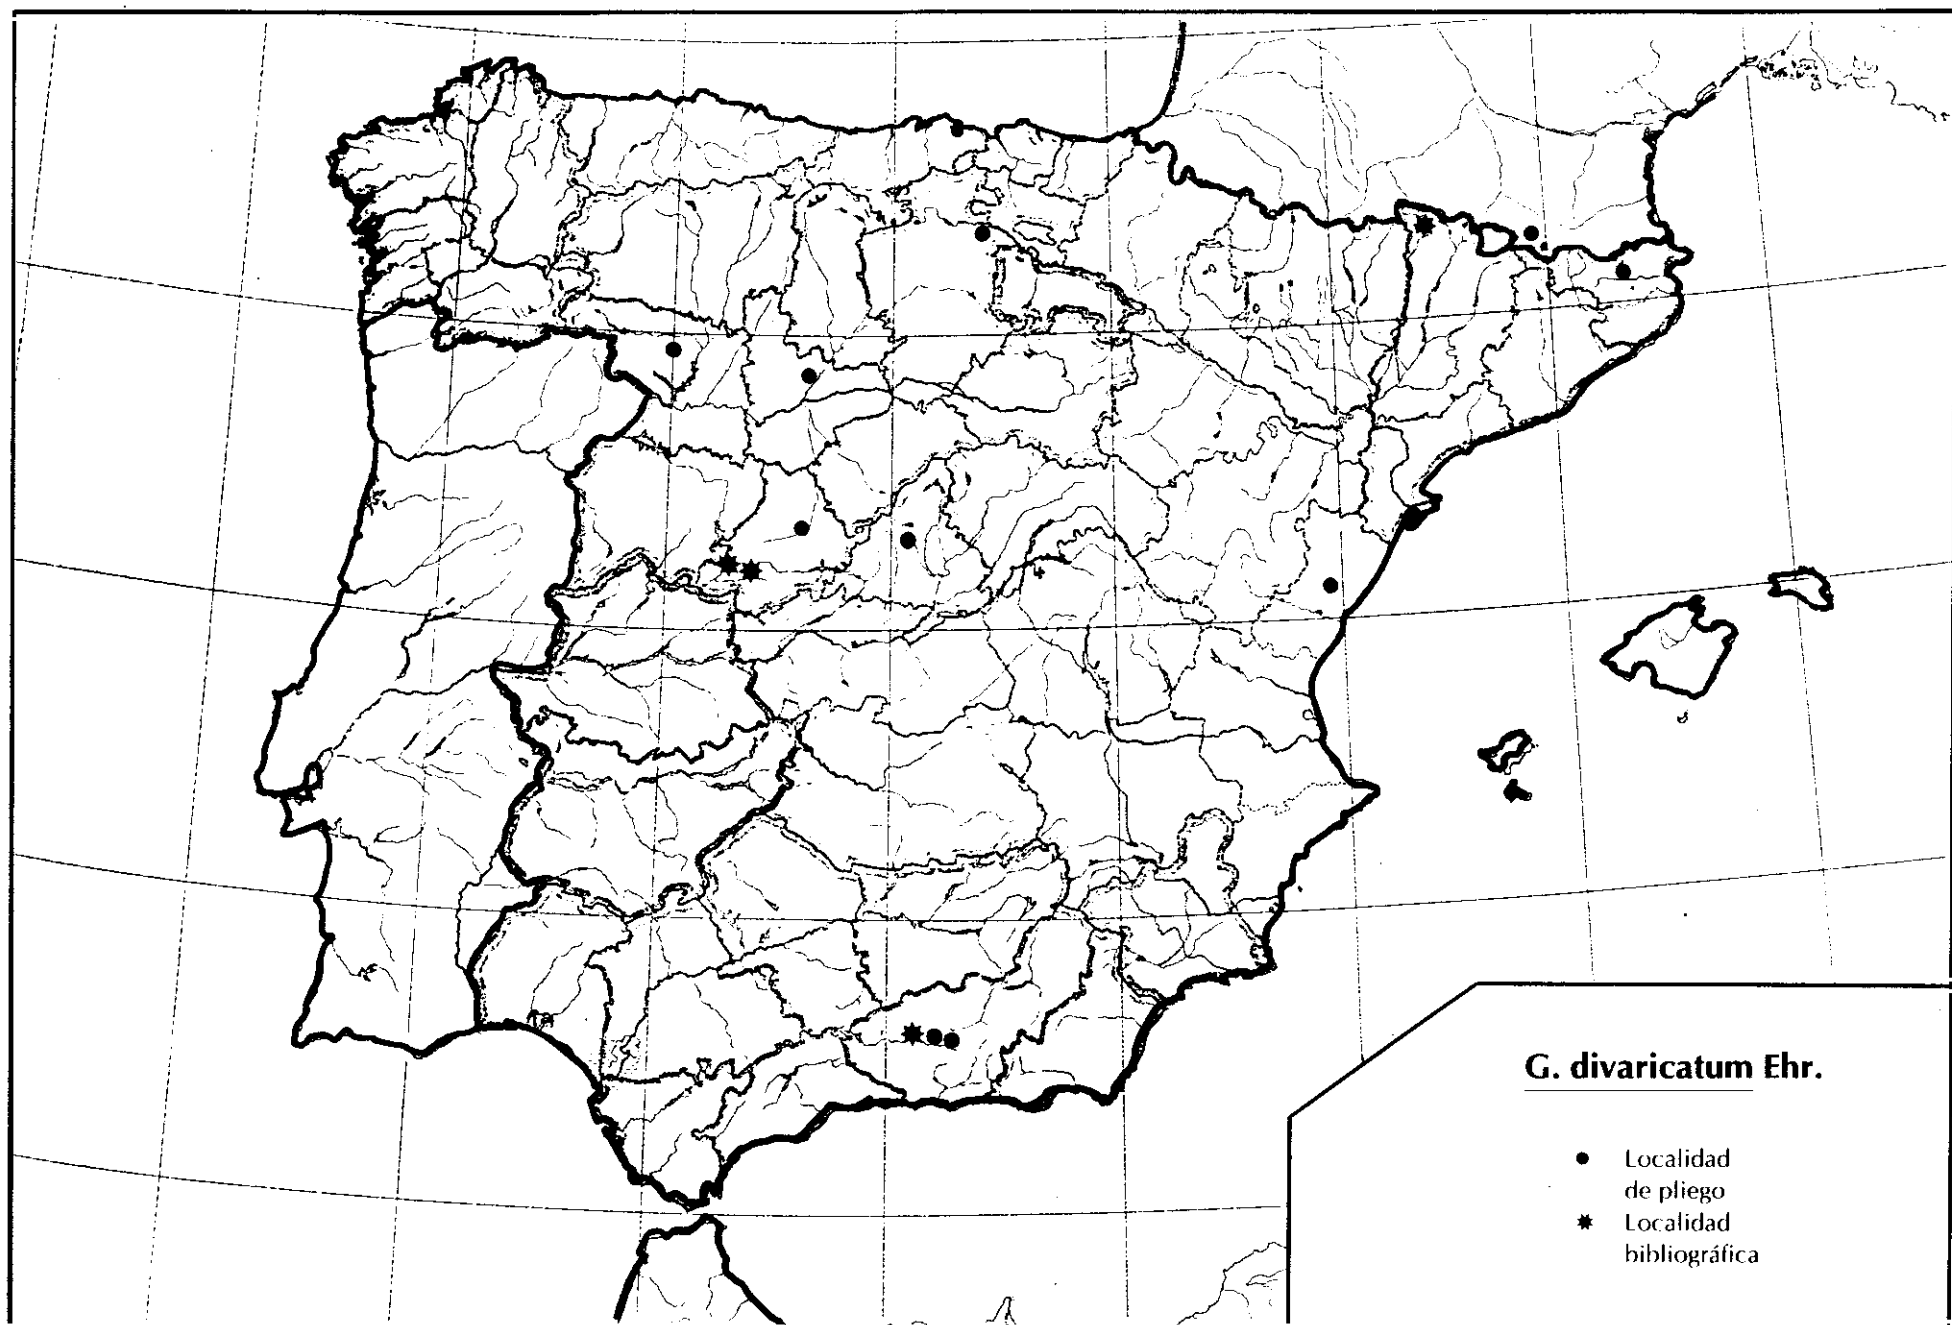 G. divaricatum Ehr.
Localidad
de pliego
Localidad
bibliográfica